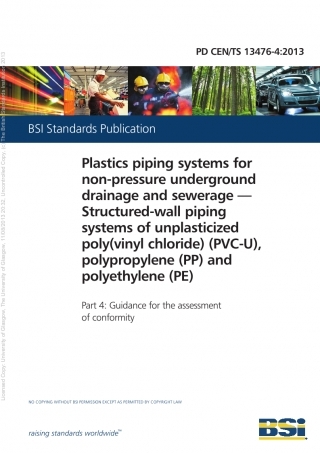 PD CEN/TS 13476-4:2013
BSI Standards Publication
Plastics piping systems for
non-pressure underground
drainage and sewerage —
Structured-wall piping
systems of unplasticized
poly(vinyl chloride) (PVC-U),
polypropylene (PP) and
polyethylene (PE)
Part 4: Guidance for the assessment
of conformity
NO COPYING WITHOUT BSI PERMISSION EXCEPT AS PERMITTED BY COPYRIGHT LAW
raising standards worldwide™
bsi.